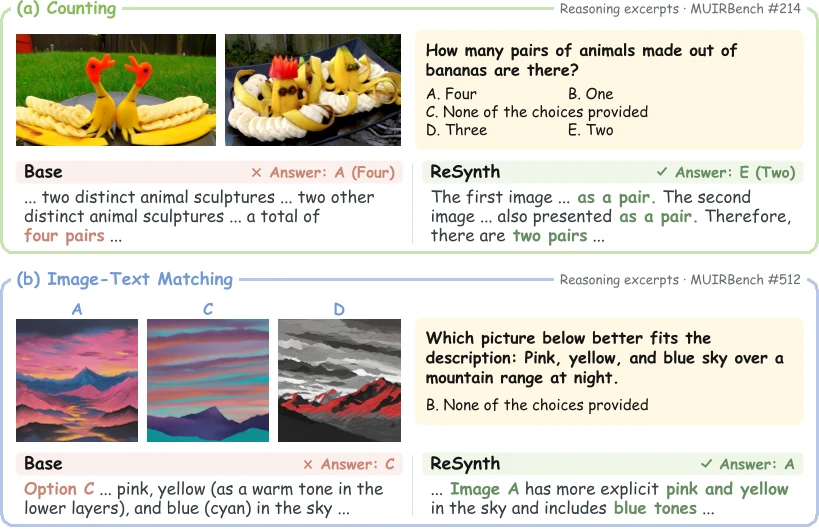 (a) Counting
Reasoning excerpts · MUIRBench #214
How many pairs of animals made out of
bananas are there?
A. Four B. One
C. None of the choices provided
D. Three E. Two
Base
× Answer: A (Four)
... two distinct animal sculptures ... two other
distinct animal sculptures ... a total of
four pairs ...
ReSynth
✓ Answer: E (Two)
The first image ... as a pair. The second
image ... also presented as a pair. Therefore,
there are two pairs ...
(b) Image-Text Matching
Reasoning excerpts · MUIRBench #512
A C D
Which picture below better fits the
description: Pink, yellow, and blue sky over a
mountain range at night.
B. None of the choices provided
Base
× Answer: C
Option C ... pink, yellow (as a warm tone in the
lower layers), and blue (cyan) in the sky ...
ReSynth
✓ Answer: A
... Image A has more explicit pink and yellow
in the sky and includes blue tones ...